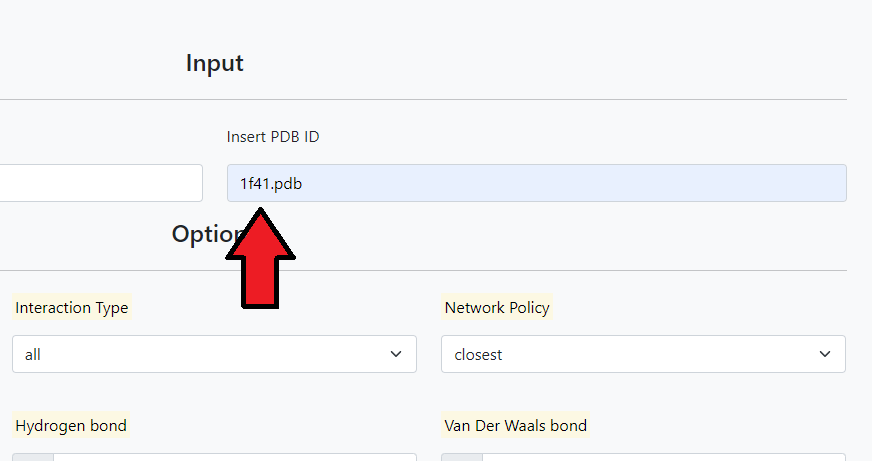 Input
Insert PDB ID
1f41.pdb
Option
Interaction Type
Network Policy
all
closest
Hydrogen bond
Van Der Waals bond